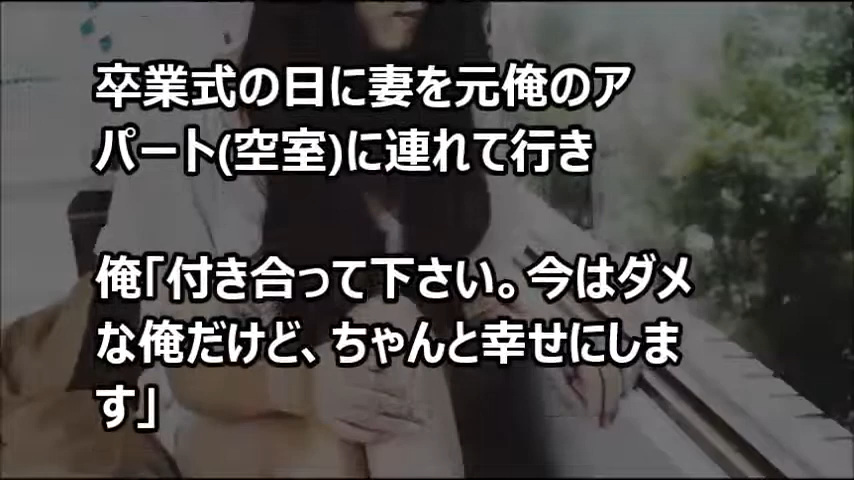 卒業式の日に妻を元俺のア
パート(空室)に連れて行き
俺「付き合って下さい。今はダメ
な俺だけど、ちゃんと幸せにしま
す」